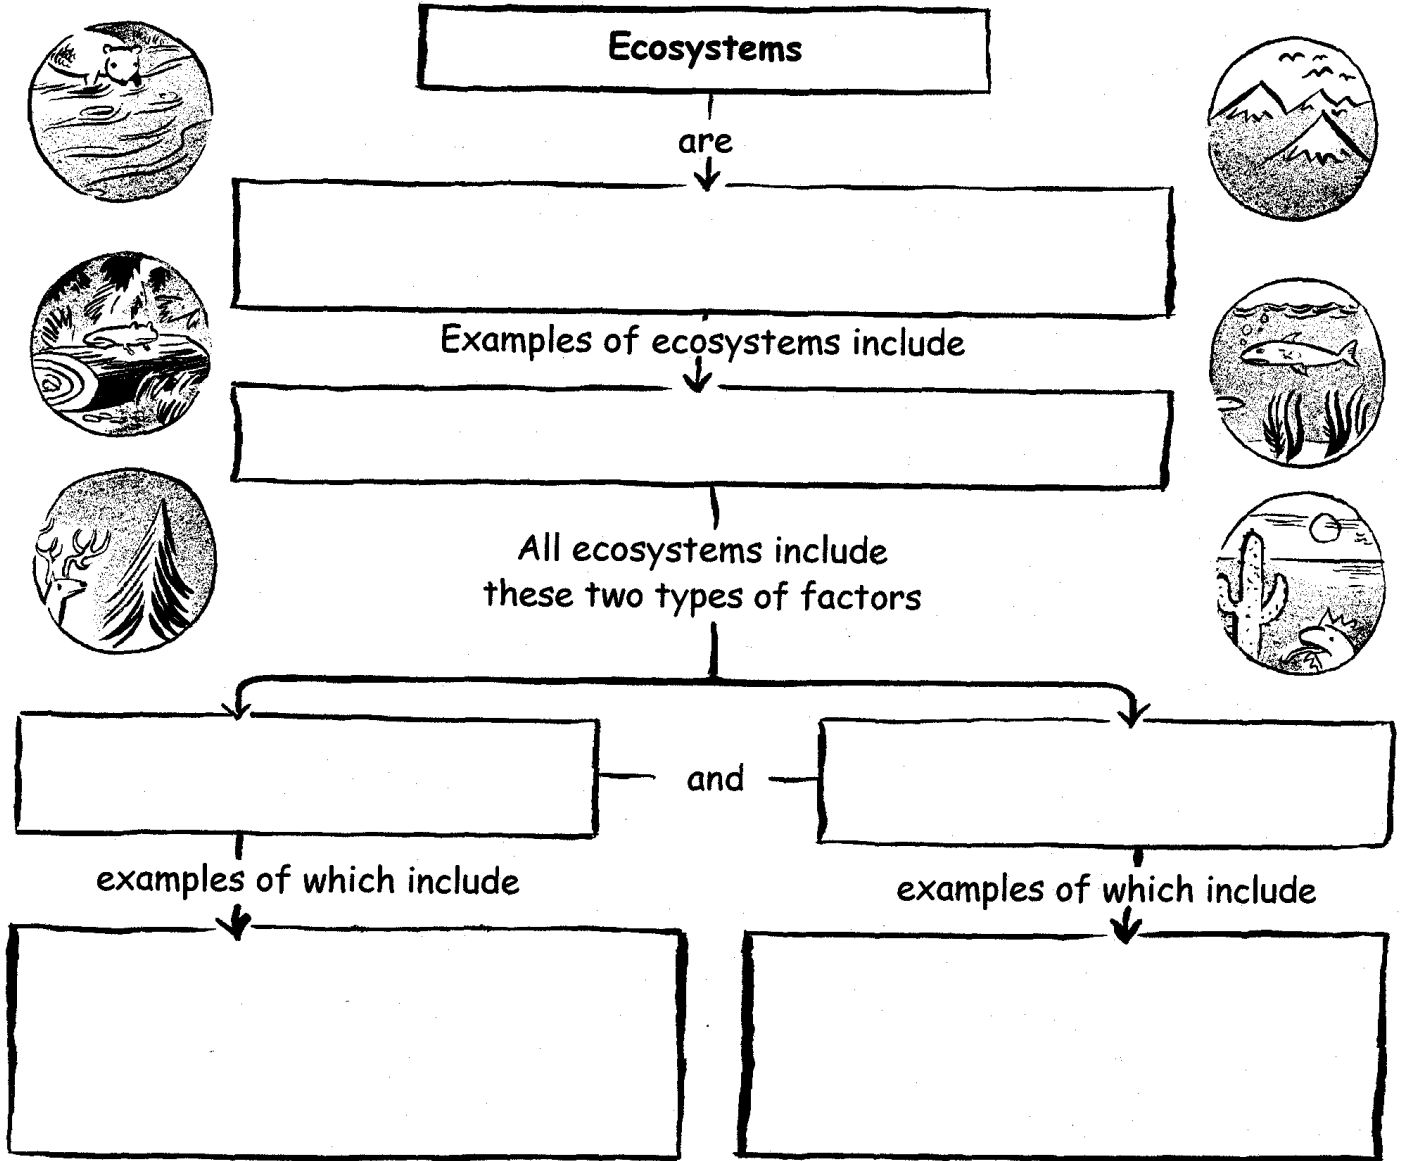 Ecosystems
are
Examples of ecosystems include
All ecosystems include
these two types of factors
and
examples of which include
examples of which include